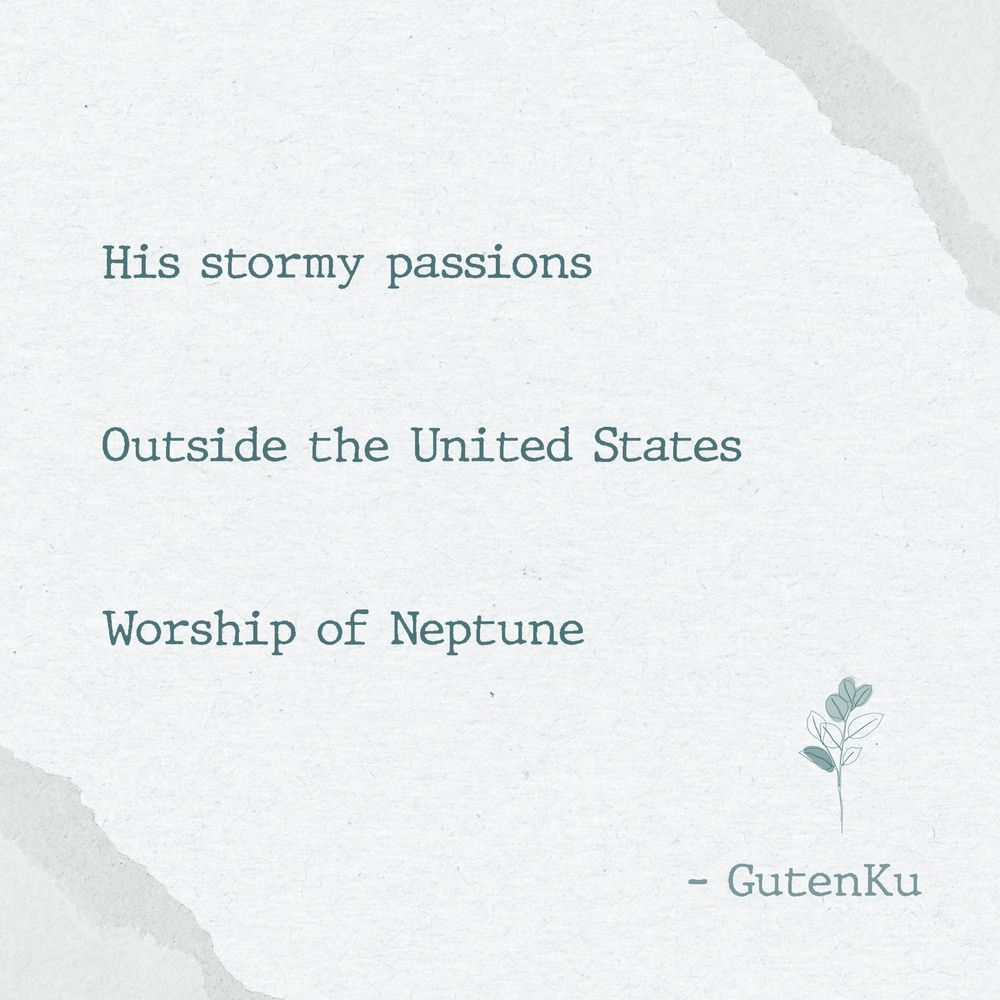 His stormy passions
Outside the United States
Worship of Neptune
- GutenKu